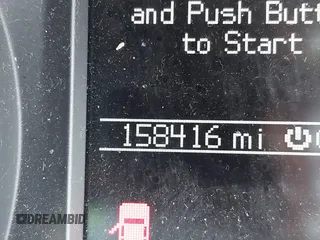 and Push Butt
to Start
158416 mi
DREAMBID